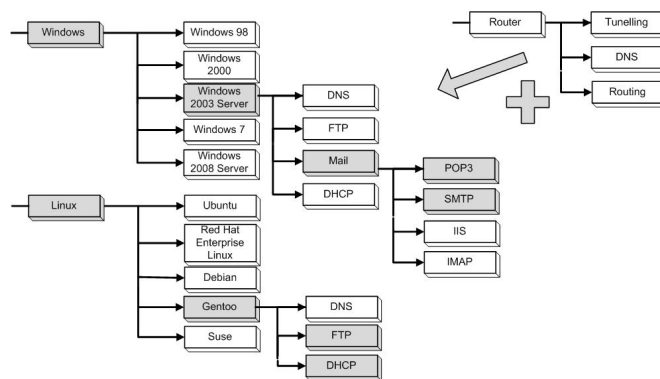 Windows
Windows 98
Windows
2000
Windows
2003 Server
Windows 7
Windows
2008 Server
DNS
FTP
Mail
DHCP
POP3
SMTP
IIS
IMAP
Router
Tunelling
DNS
Routing
Linux
Ubuntu
Red Hat
Enterprise
Linux
Debian
Gentoo
Suse
DNS
FTP
DHCP